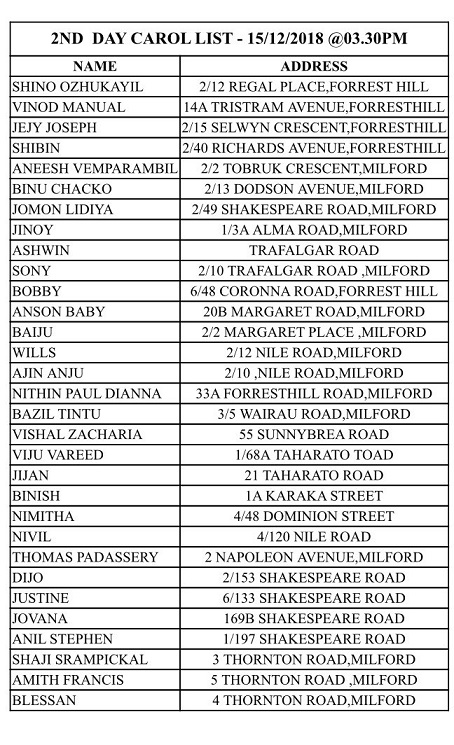 2ND DAY CAROL LIST - 15/12/2018 @03.30PM
NAME ADDRESS
SHINO OZHUKAYIL 2/12 REGAL PLACE,FORREST HILL
VINOD MANUAL 14A TRISTRAM AVENUE,FORRESTHILL
JEJY JOSEPH 2/15 SELWYN CRESCENT,FORRESTHILL
SHIBIN 2/40 RICHARDS AVENUE,FORRESTHILL
ANEESH VEMPARAMBIL 2/2 TOBRUK CRESCENT,MILFORD
BINU CHACKO 2/13 DODSON AVENUE,MILFORD
JOMON LIDIYA 2/49 SHAKESPEARE ROAD,MILFORD
JINOY 1/3A ALMA ROAD,MILFORD
ASHWIN TRAFALGAR ROAD
SONY 2/10 TRAFALGAR ROAD ,MILFORD
BOBBY 6/48 CORONNA ROAD,FORREST HILL
ANSON BABY 20B MARGARET ROAD,MILFORD
BAIJU 2/2 MARGARET PLACE ,MILFORD
WILLS 2/12 NILE ROAD,MILFORD
AJIN ANJU 2/10 ,NILE ROAD,MILFORD
NITHIN PAUL DIANNA 33A FORRESTHILL ROAD,MILFORD
BAZIL TINTU 3/5 WAIRAU ROAD,MILFORD
VISHAL ZACHARIA 55 SUNNYBREA ROAD
VIJU VAREED 1/68A TAHARATO TOAD
JIJAN 21 TAHARATO ROAD
BINISH 1A KARAKA STREET
NIMITHA 4/48 DOMINION STREET
NIVIL 4/120 NILE ROAD
THOMAS PADASSERY 2 NAPOLEON AVENUE,MILFORD
DIJO 2/153 SHAKESPEARE ROAD
JUSTINE 6/133 SHAKESPEARE ROAD
JOVANA 169B SHAKESPEARE ROAD
ANIL STEPHEN 1/197 SHAKESPEARE ROAD
SHAJI SRAMPICKAL 3 THORNTON ROAD,MILFORD
AMITH FRANCIS 5 THORNTON ROAD ,MILFORD
BLESSAN 4 THORNTON ROAD,MILFORD